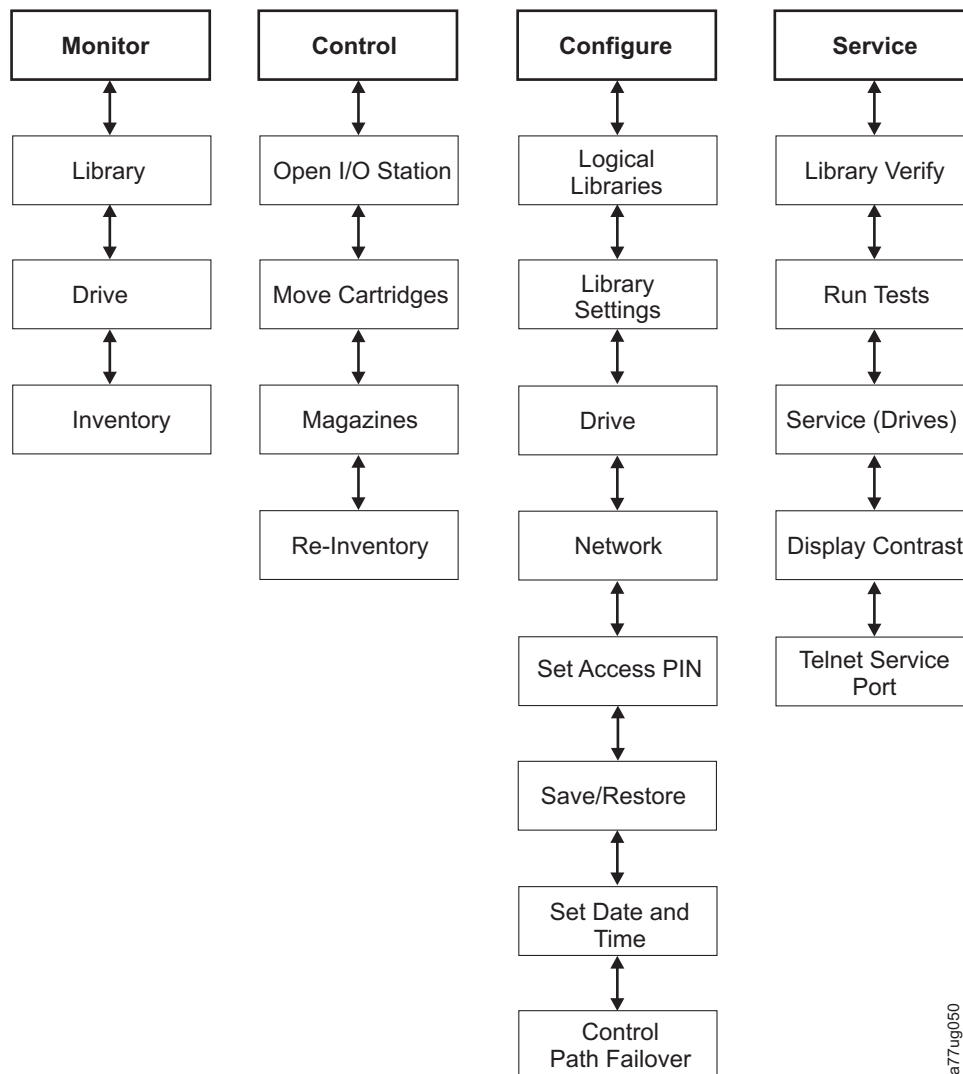 Monitor
Library
Drive
Inventory
Control
Open I/O Station
Move Cartridges
Magazines
Re-Inventory
Configure
Logical
Libraries
Library
Settings
Drive
Network
Set Access PIN
Save/Restore
Set Date and
Time
Control
Path Failover
Service
Library Verify
Run Tests
Service (Drives)
Display Contrast
Telnet Service
Port
a77ug050